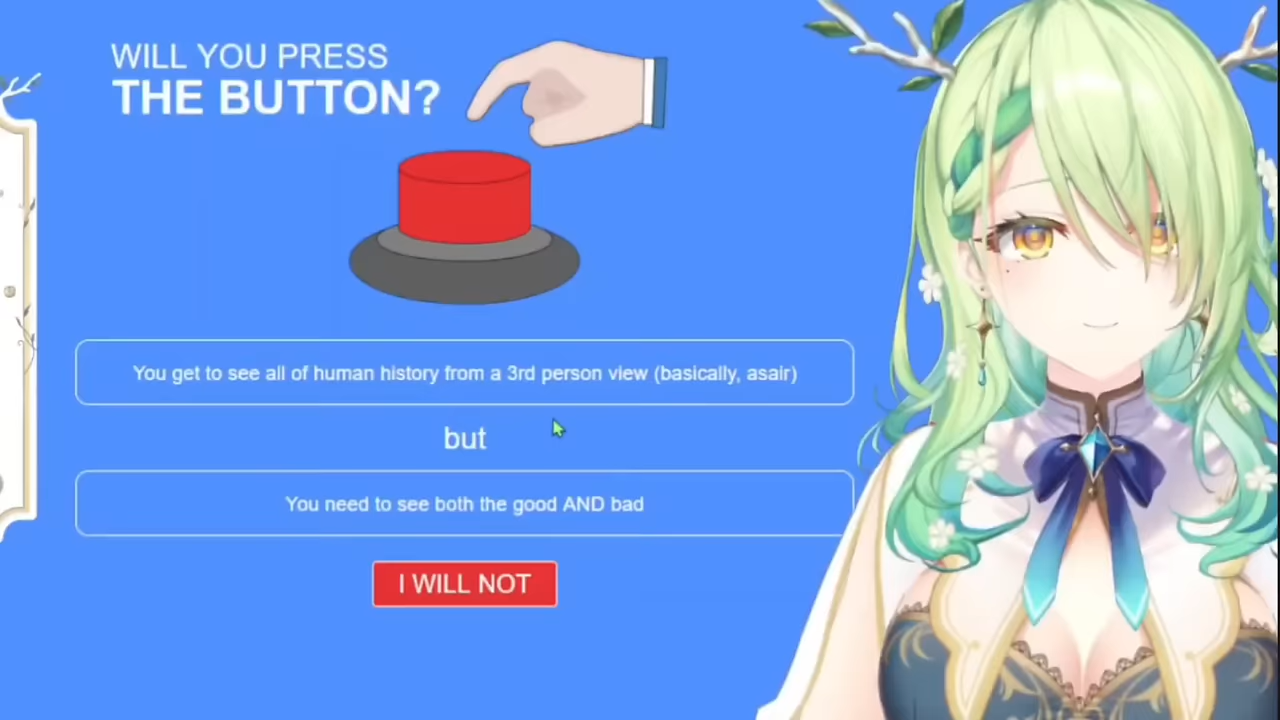 WILL YOU PRESS
THE BUTTON?
You get to see all of human history from a 3rd person view (basically, asair)
but
You need to see both the good AND bad
I WILL NOT